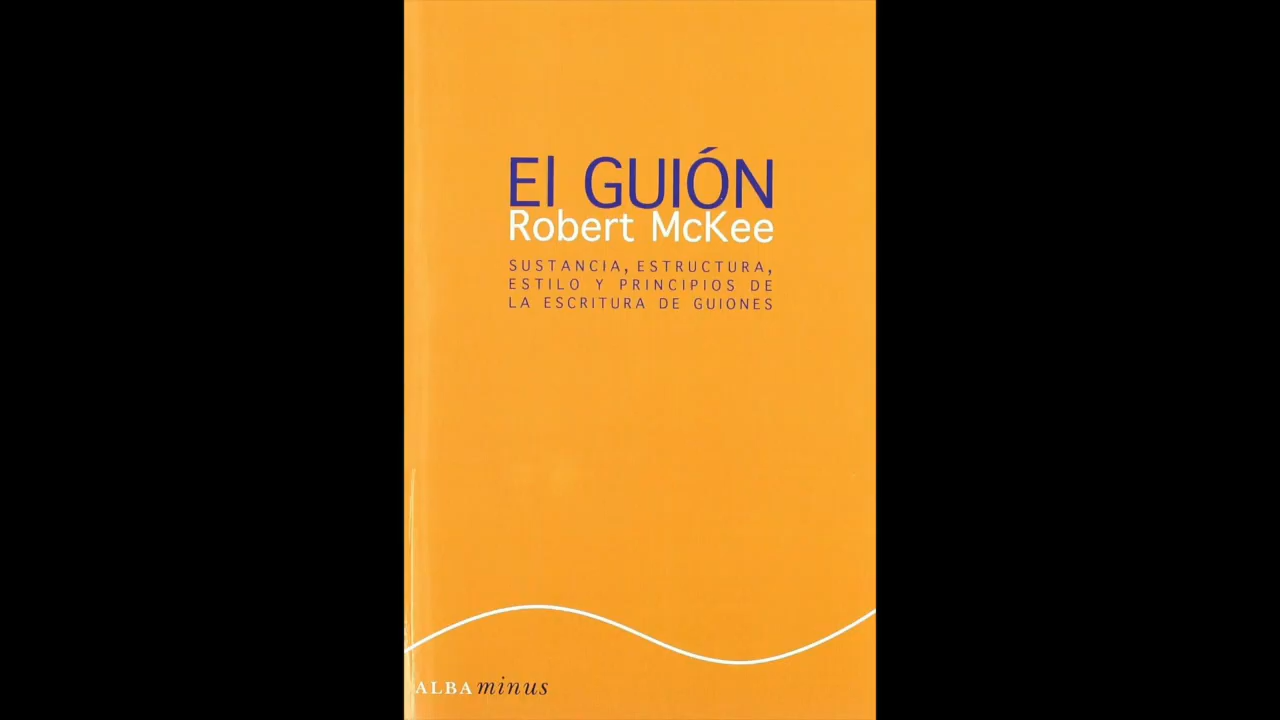 El GUIÓN
Robert McKee
SUSTANCIA, ESTRUCTURA,
ESTILO Y PRINCIPIOS DE
LA ESCRITURA DE GUIONES
ALBA minus